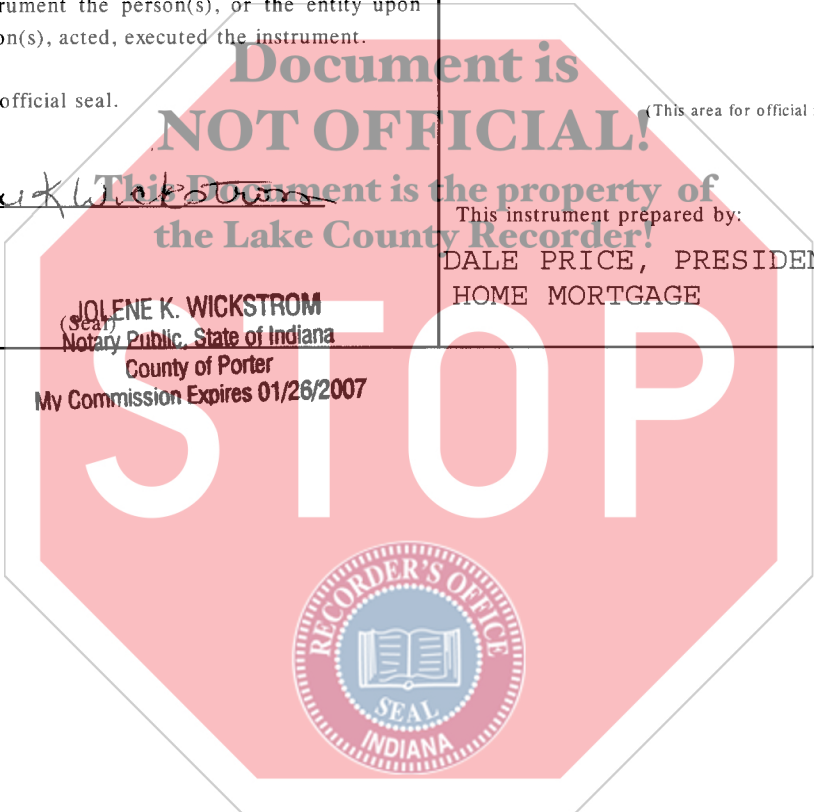 rument the person(s), or the entity upon
on(s), acted, executed the instrument.
official seal.
K Wickstrom
(Seal)
JOLENE K. WICKSTROM
Notary Public, State of Indiana
County of Porter
My Commission Expires 01/26/2007
(This area for official
This instrument prepared by:
DALE PRICE, PRESIDEN
HOME MORTGAGE
Document is
NOT OFFICIAL!
This Document is the property of
the Lake County Recorder!
STOP
RECORDER'S OFFICE
SEAL
INDIANA